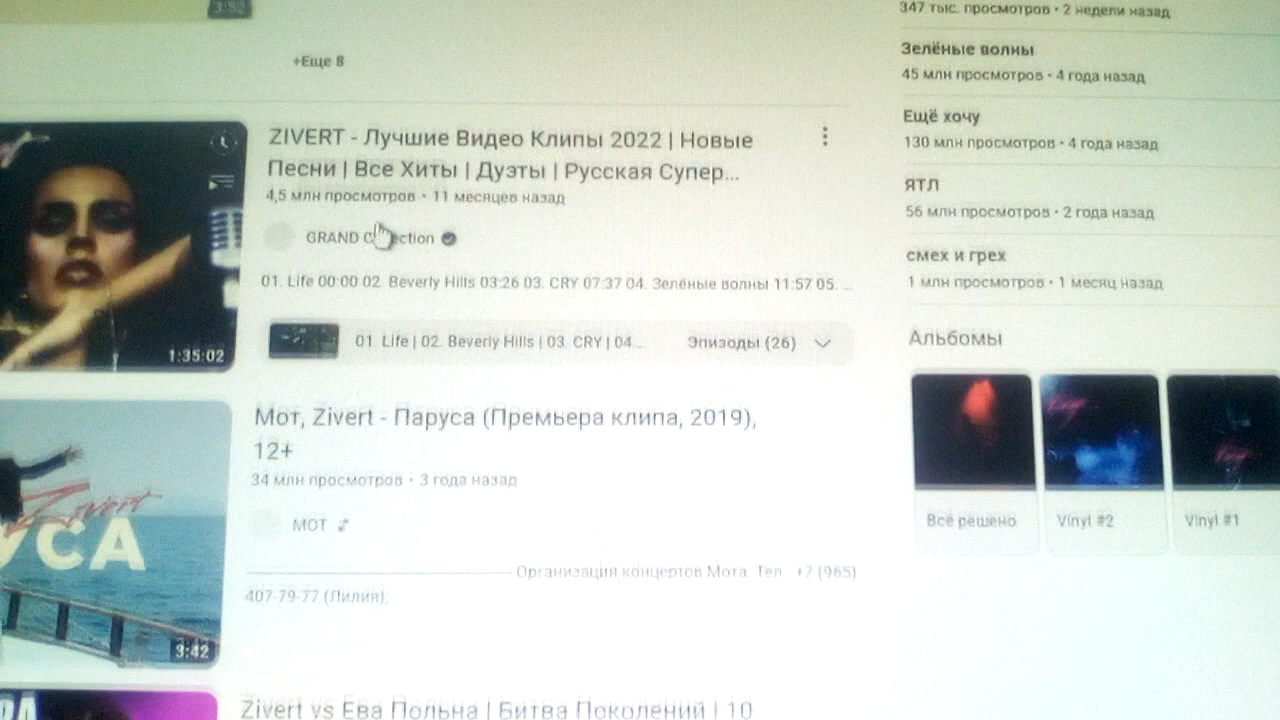 3:52
+Еще 8
ZIVERT - Лучшие Видео Клипы 2022 | Новые
Песни | Все Хиты | Дуэты | Русская Супер...
4,5 млн просмотров • 11 месяцев назад
GRAND C ction
01. Life 00:00 02. Beverly Hills 03:26 03. CRY 07:37 04. Зелёные волны 11:57 05. ...
01. Life | 02. Beverly Hills | 03. CRY | 04....
Эпизоды (26)
1:35:02
Мот, Zivert - Паруса (Премьера клипа, 2019),
12+
34 млн просмотров • 3 года назад
МОТ
Организация концертов Мота. Тел.: +7 (965)
407-79-77 (Лилия)...
Zivert
УСА
3:42
Zivert vs Ева Польна | Битва Поколений | 10
347 тыс. просмотров • 2 недели назад
Зелёные волны
45 млн просмотров • 4 года назад
Ещё хочу
130 млн просмотров • 4 года назад
ЯТЛ
56 млн просмотров • 2 года назад
смех и грех
1 млн просмотров • 1 месяц назад
Альбомы
Всё решено
Vinyl #2
Vinyl #1